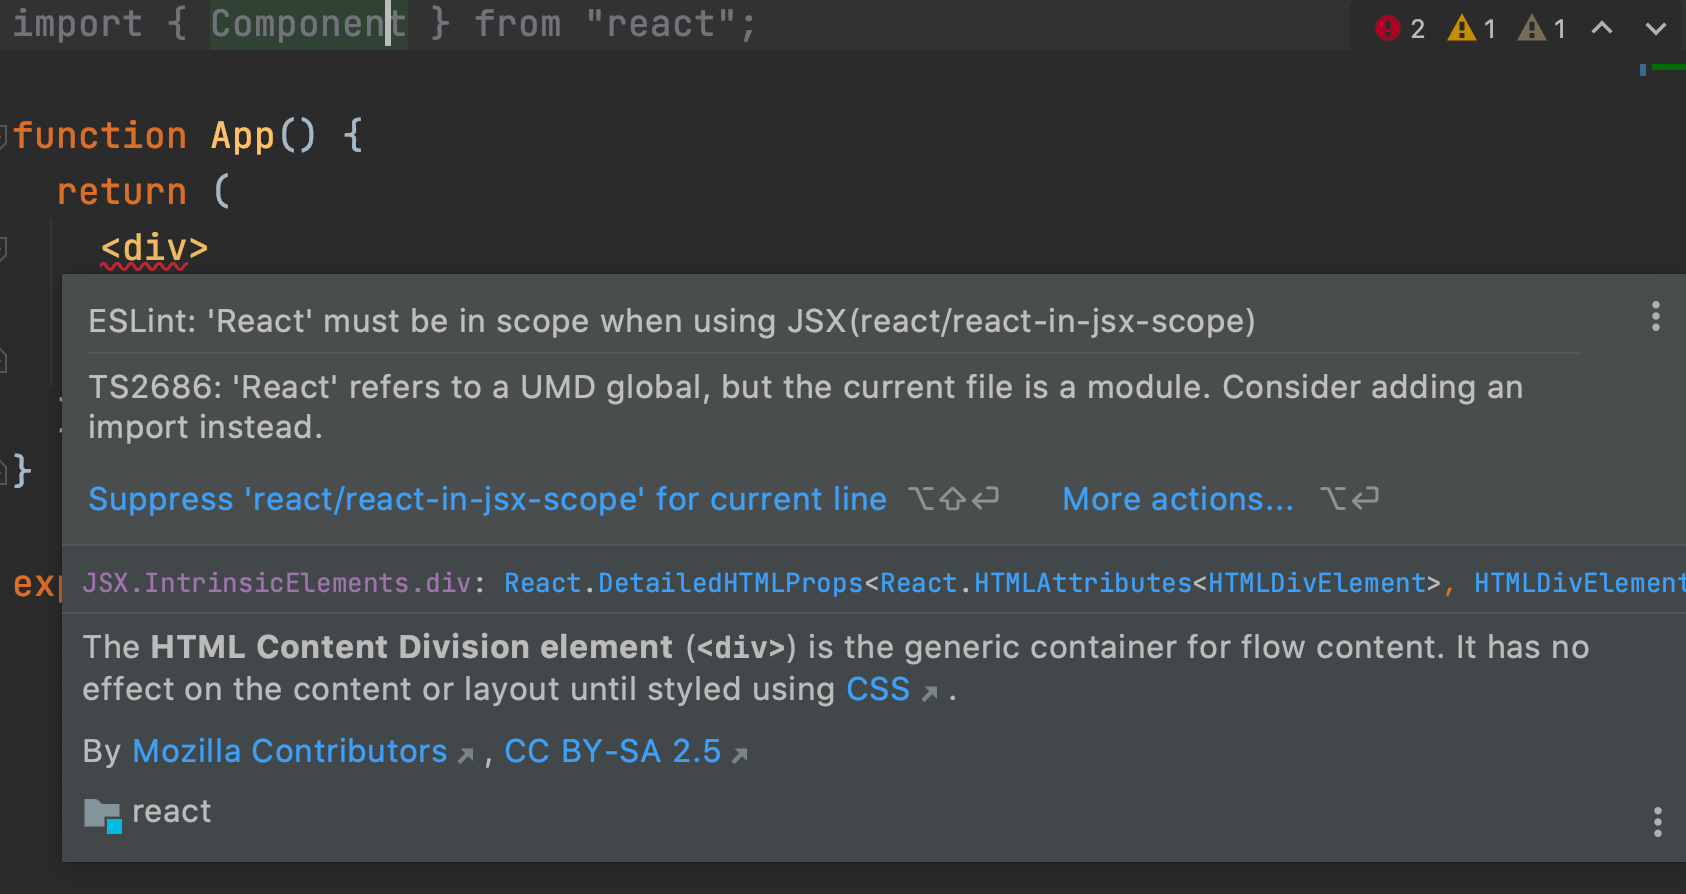 import { Component } from "react";
2 1 1
function App() {
return (
<div>
ESLint: 'React' must be in scope when using JSX(react/react-in-jsx-scope)
TS2686: 'React' refers to a UMD global, but the current file is a module. Consider adding an
import instead.
}
Suppress 'react/react-in-jsx-scope' for current line ⌥⇧⏎ More actions... ⌥⏎
exp
JSX.IntrinsicElements.div: React.DetailedHTMLProps<React.HTMLAttributes<HTMLDivElement>, HTMLDivElement
The HTML Content Division element (<div>) is the generic container for flow content. It has no
effect on the content or layout until styled using CSS ↗ .
By Mozilla Contributors ↗ , CC BY-SA 2.5 ↗
react